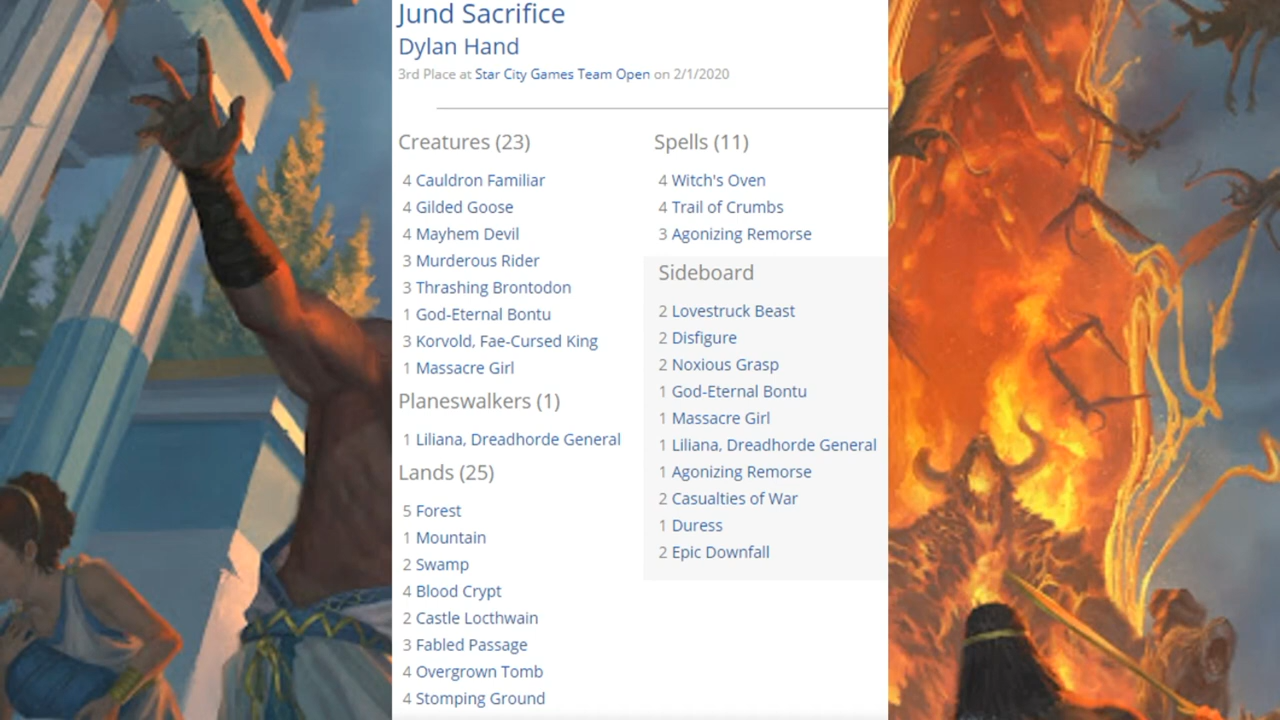 Jund Sacrifice
Dylan Hand
3rd Place at Star City Games Team Open on 2/1/2020
Creatures (23)
4 Cauldron Familiar
4 Gilded Goose
4 Mayhem Devil
3 Murderous Rider
3 Thrashing Brontodon
1 God-Eternal Bontu
3 Korvold, Fae-Cursed King
1 Massacre Girl
Planeswalkers (1)
1 Liliana, Dreadhorde General
Lands (25)
5 Forest
1 Mountain
2 Swamp
4 Blood Crypt
2 Castle Locthwain
3 Fabled Passage
4 Overgrown Tomb
4 Stomping Ground
Spells (11)
4 Witch's Oven
4 Trail of Crumbs
3 Agonizing Remorse
Sideboard
2 Lovestruck Beast
2 Disfigure
2 Noxious Grasp
1 God-Eternal Bontu
1 Massacre Girl
1 Liliana, Dreadhorde General
1 Agonizing Remorse
2 Casualties of War
1 Duress
2 Epic Downfall